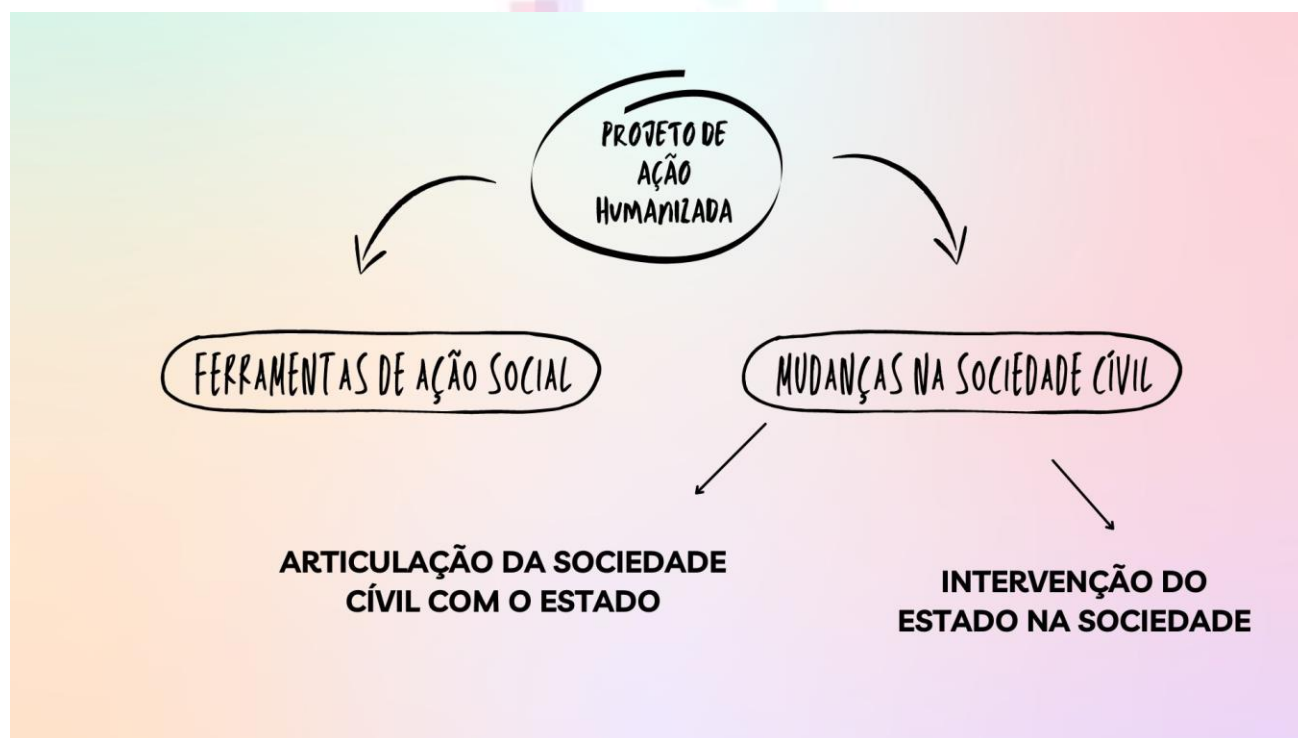 PROJETO DE
AÇÃO
HUMANIZADA
FERRAMENTAS DE AÇÃO SOCIAL
MUDANÇAS NA SOCIEDADE CÍVIL
ARTICULAÇÃO DA SOCIEDADE
CÍVIL COM O ESTADO
INTERVENÇÃO DO
ESTADO NA SOCIEDADE